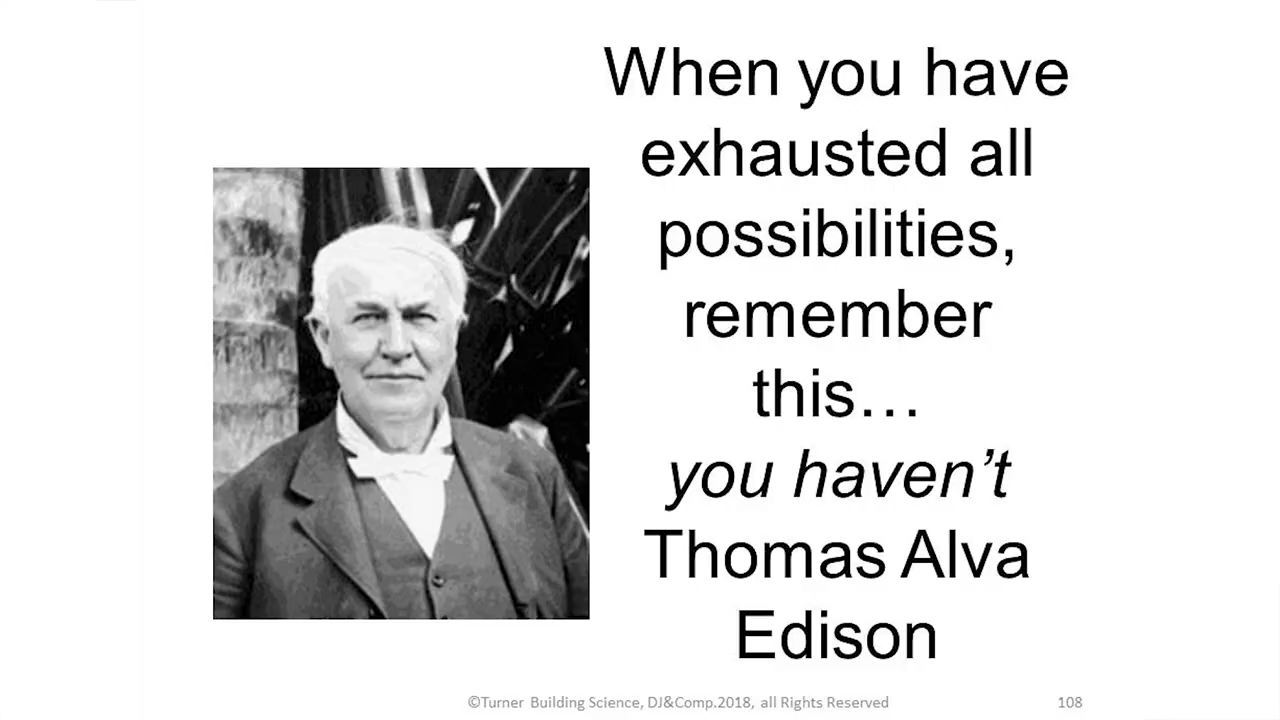 When you have
exhausted all
possibilities,
remember
this…
you haven’t
Thomas Alva
Edison
©Turner Building Science, DJ&Comp.2018, all Rights Reserved
108